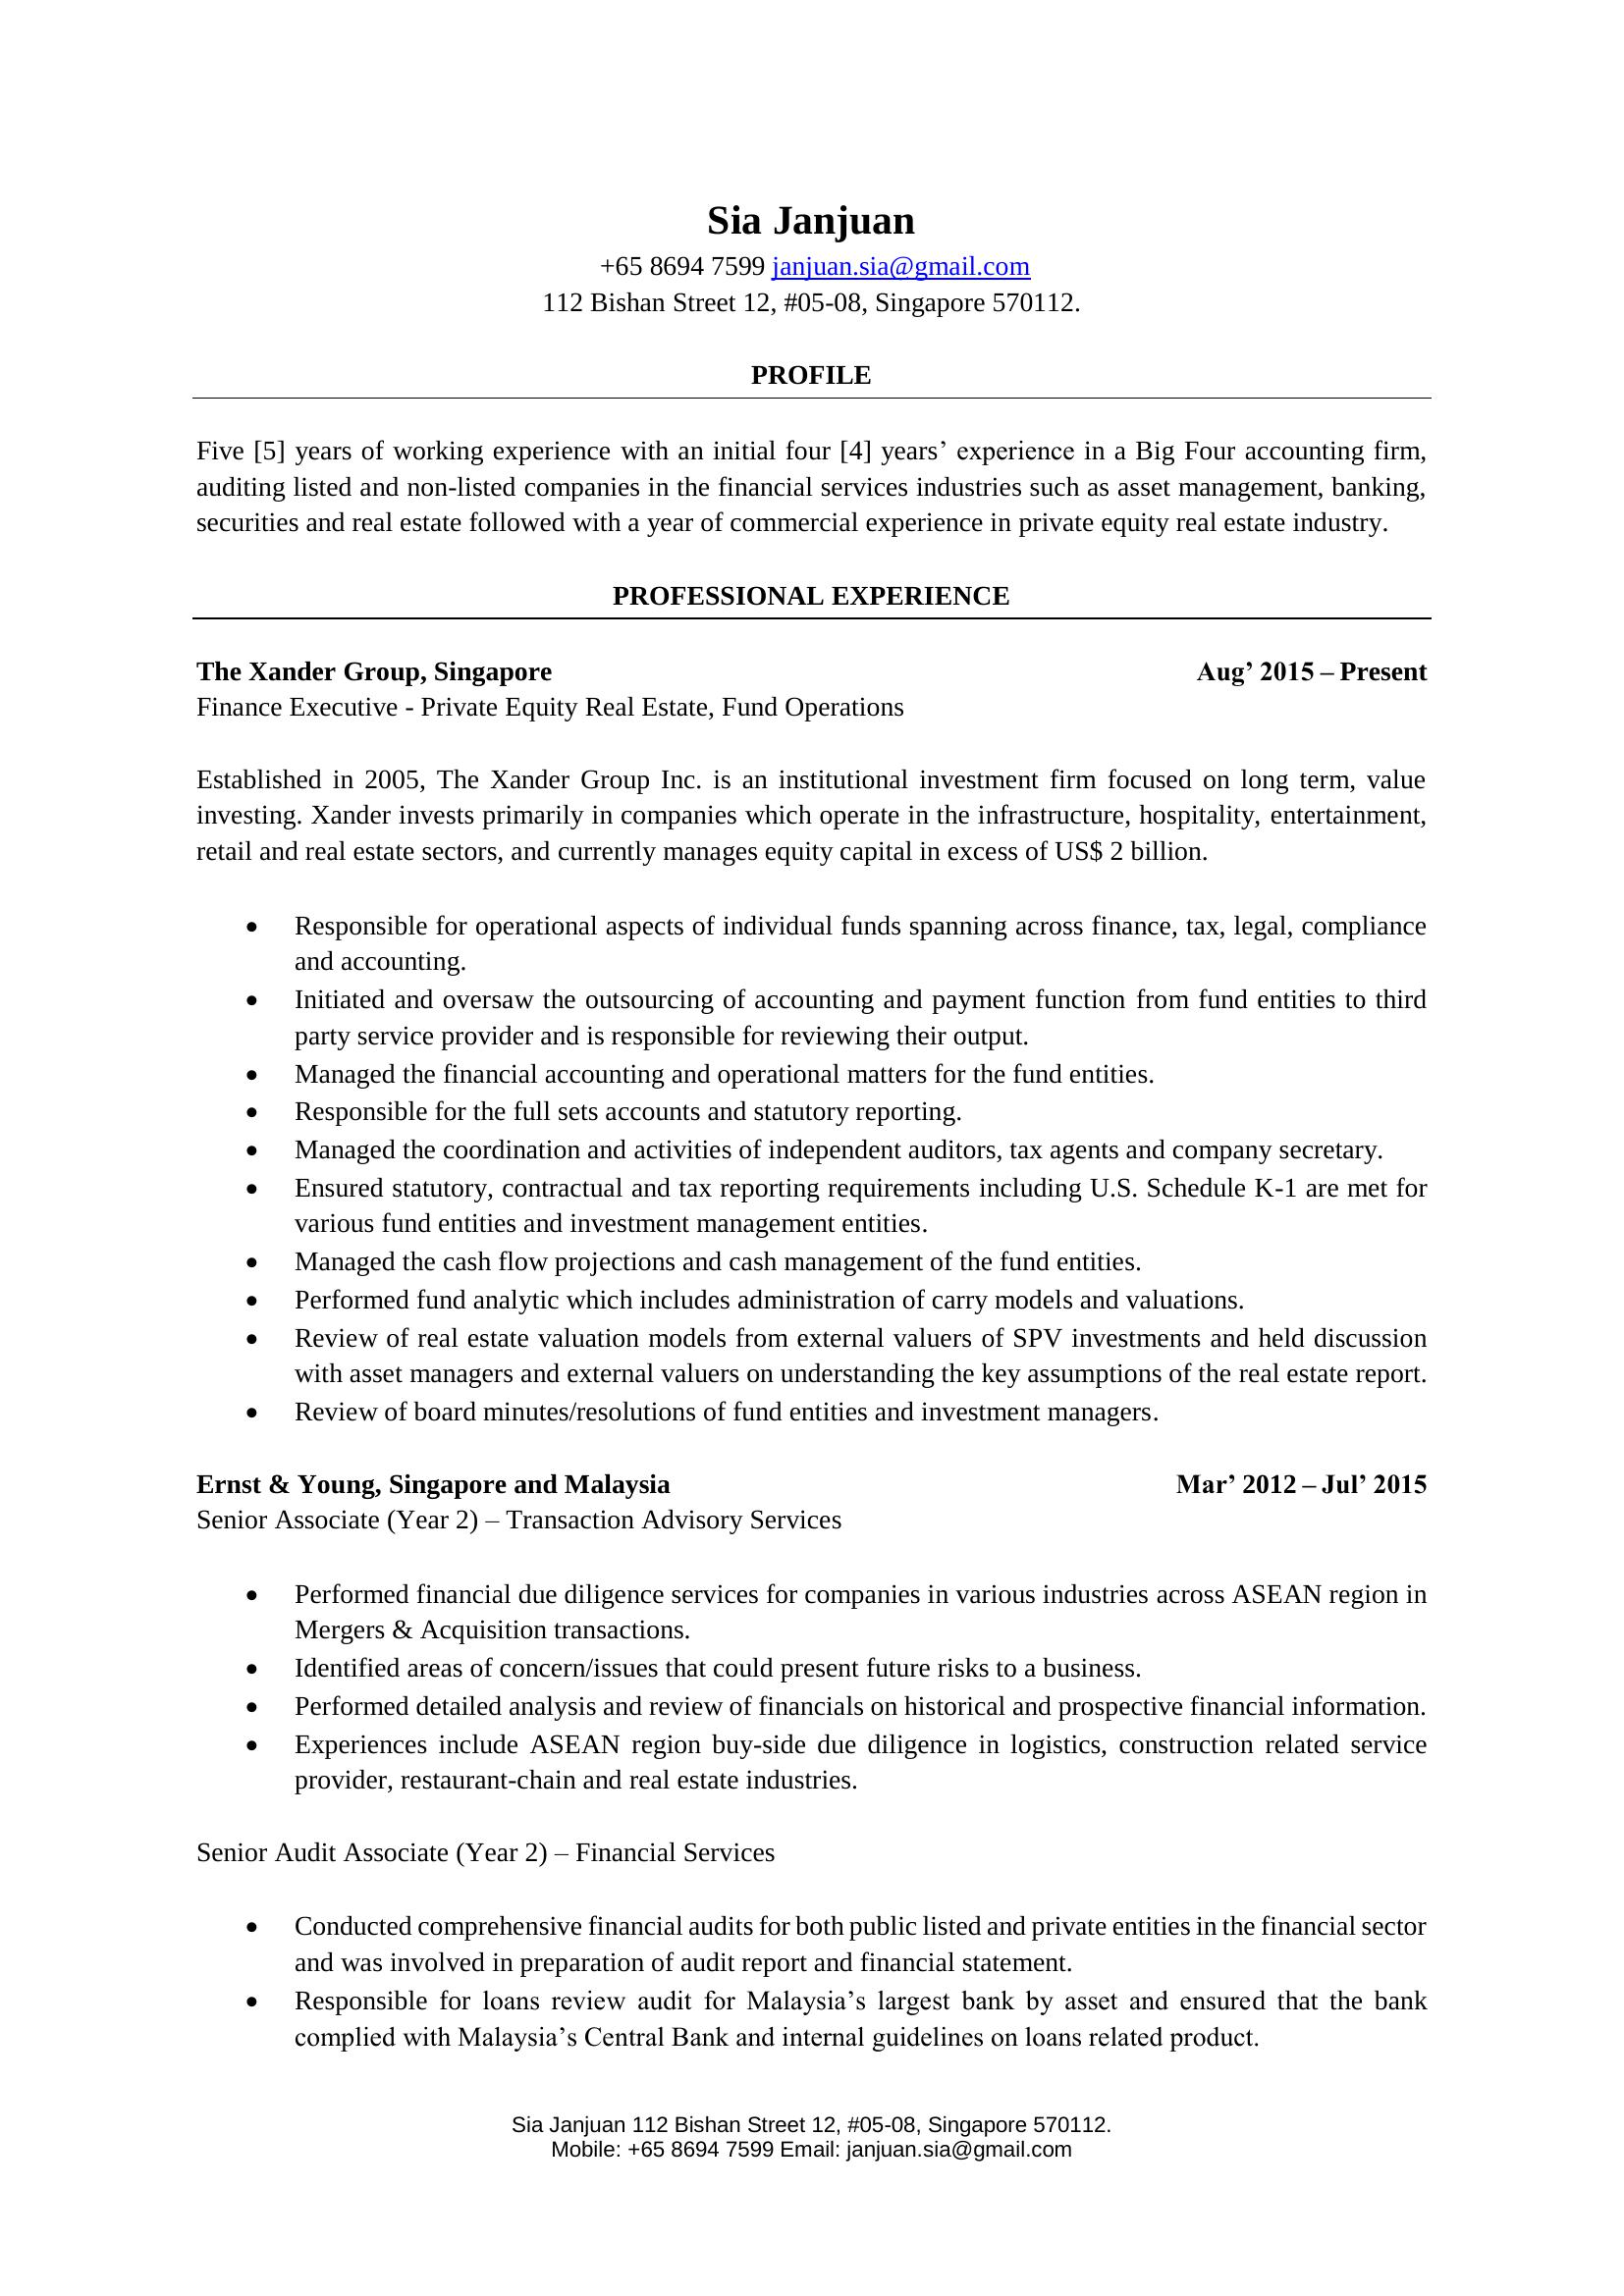 Sia Janjuan
+65 8694 7599 janjuan.sia@gmail.com
112 Bishan Street 12, #05-08, Singapore 570112.
PROFILE
Five [5] years of working experience with an initial four [4] years’ experience in a Big Four accounting firm,
auditing listed and non-listed companies in the financial services industries such as asset management, banking,
securities and real estate followed with a year of commercial experience in private equity real estate industry.
PROFESSIONAL EXPERIENCE
The Xander Group, Singapore Aug’ 2015 – Present
Finance Executive - Private Equity Real Estate, Fund Operations
Established in 2005, The Xander Group Inc. is an institutional investment firm focused on long term, value
investing. Xander invests primarily in companies which operate in the infrastructure, hospitality, entertainment,
retail and real estate sectors, and currently manages equity capital in excess of US$ 2 billion.
• Responsible for operational aspects of individual funds spanning across finance, tax, legal, compliance
and accounting.
• Initiated and oversaw the outsourcing of accounting and payment function from fund entities to third
party service provider and is responsible for reviewing their output.
• Managed the financial accounting and operational matters for the fund entities.
• Responsible for the full sets accounts and statutory reporting.
• Managed the coordination and activities of independent auditors, tax agents and company secretary.
• Ensured statutory, contractual and tax reporting requirements including U.S. Schedule K-1 are met for
various fund entities and investment management entities.
• Managed the cash flow projections and cash management of the fund entities.
• Performed fund analytic which includes administration of carry models and valuations.
• Review of real estate valuation models from external valuers of SPV investments and held discussion
with asset managers and external valuers on understanding the key assumptions of the real estate report.
• Review of board minutes/resolutions of fund entities and investment managers.
Ernst & Young, Singapore and Malaysia Mar’ 2012 – Jul’ 2015
Senior Associate (Year 2) – Transaction Advisory Services
• Performed financial due diligence services for companies in various industries across ASEAN region in
Mergers & Acquisition transactions.
• Identified areas of concern/issues that could present future risks to a business.
• Performed detailed analysis and review of financials on historical and prospective financial information.
• Experiences include ASEAN region buy-side due diligence in logistics, construction related service
provider, restaurant-chain and real estate industries.
Senior Audit Associate (Year 2) – Financial Services
• Conducted comprehensive financial audits for both public listed and private entities in the financial sector
and was involved in preparation of audit report and financial statement.
• Responsible for loans review audit for Malaysia’s largest bank by asset and ensured that the bank
complied with Malaysia’s Central Bank and internal guidelines on loans related product.
Sia Janjuan 112 Bishan Street 12, #05-08, Singapore 570112.
Mobile: +65 8694 7599 Email: janjuan.sia@gmail.com